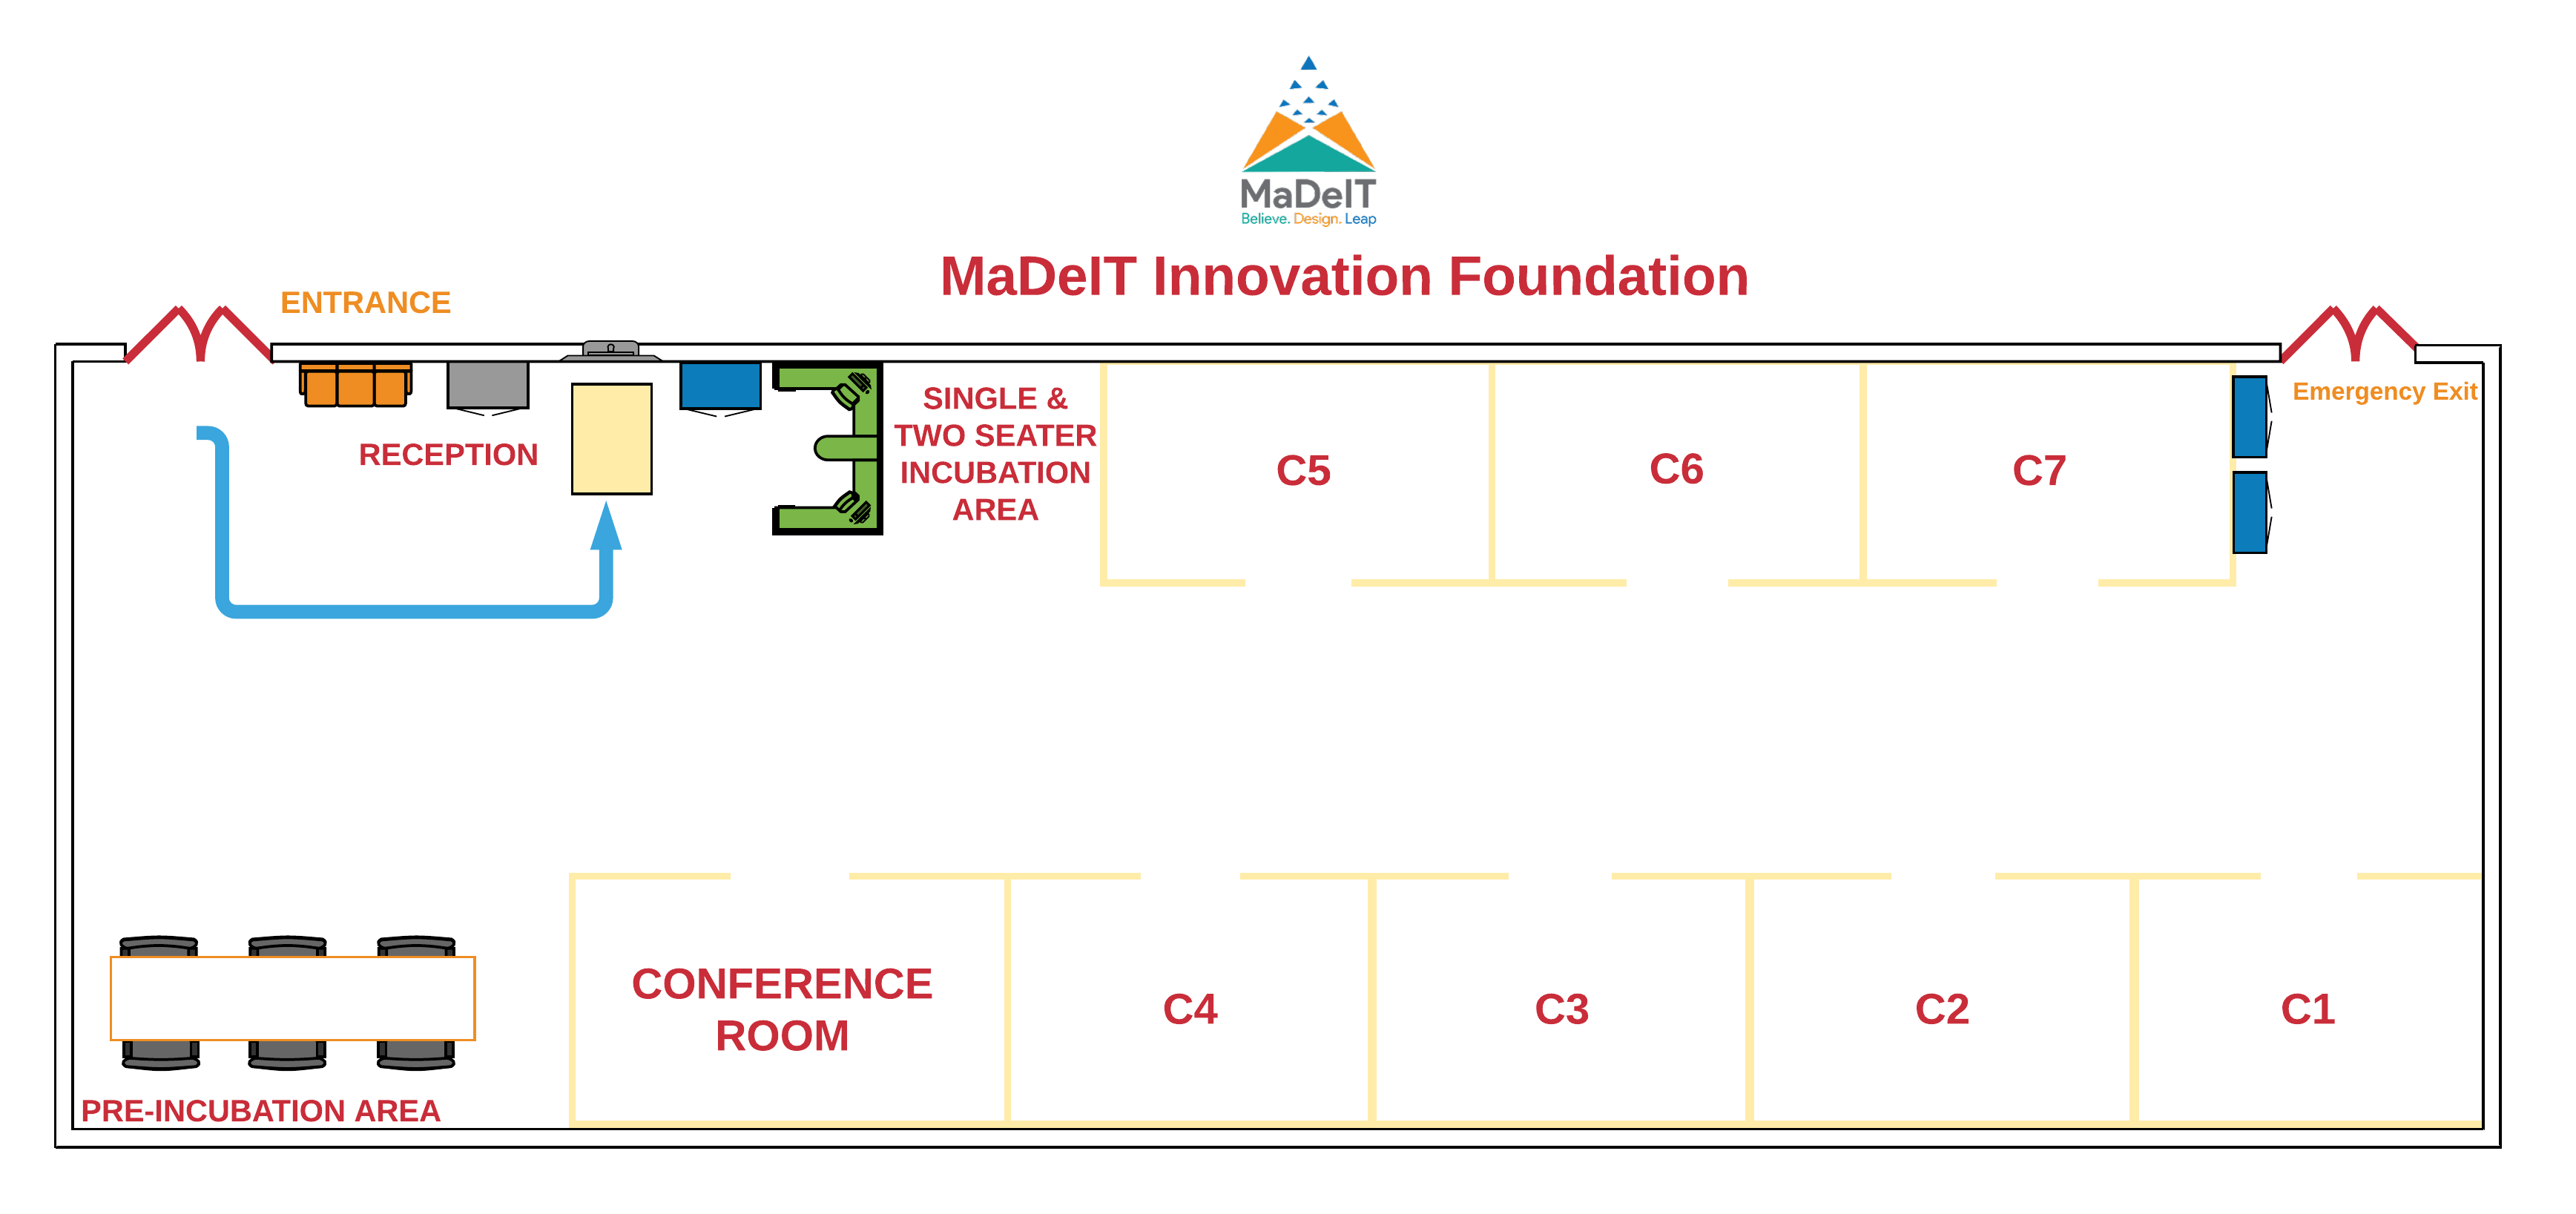 MaDeIT
Believe. Design. Leap
MaDeIT Innovation Foundation
ENTRANCE
Emergency Exit
SINGLE &
TWO SEATER
INCUBATION
AREA
RECEPTION
C5
C6
C7
CONFERENCE
ROOM
C4
C3
C2
C1
PRE-INCUBATION AREA